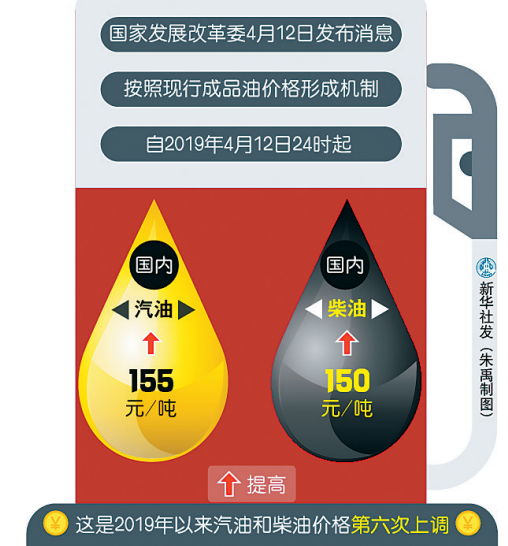 国家发展改革委4月12日发布消息
按照现行成品油价格形成机制
自2019年4月12日24时起
国内
汽油
155
元/吨
国内
柴油
150
元/吨
提高
这是2019年以来汽油和柴油价格第六次上调
新华社发（朱禹制图）